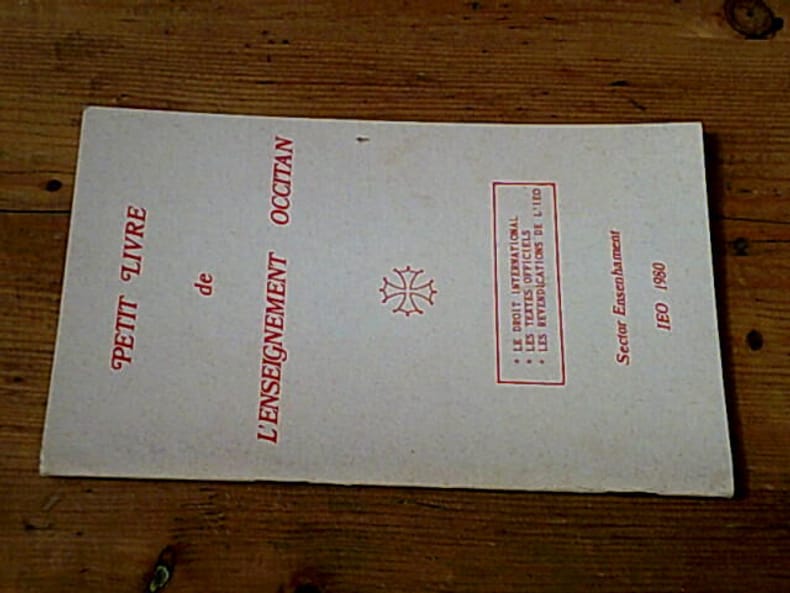 PETIT LIVRE
de
L'ENSEIGNEMENT OCCITAN
* LE DROIT INTERNATIONAL
* LES TEXTES OFFICIELS
* LES REVENDICATIONS DE L'IEO
Sector Ensenhament
IEO 1980